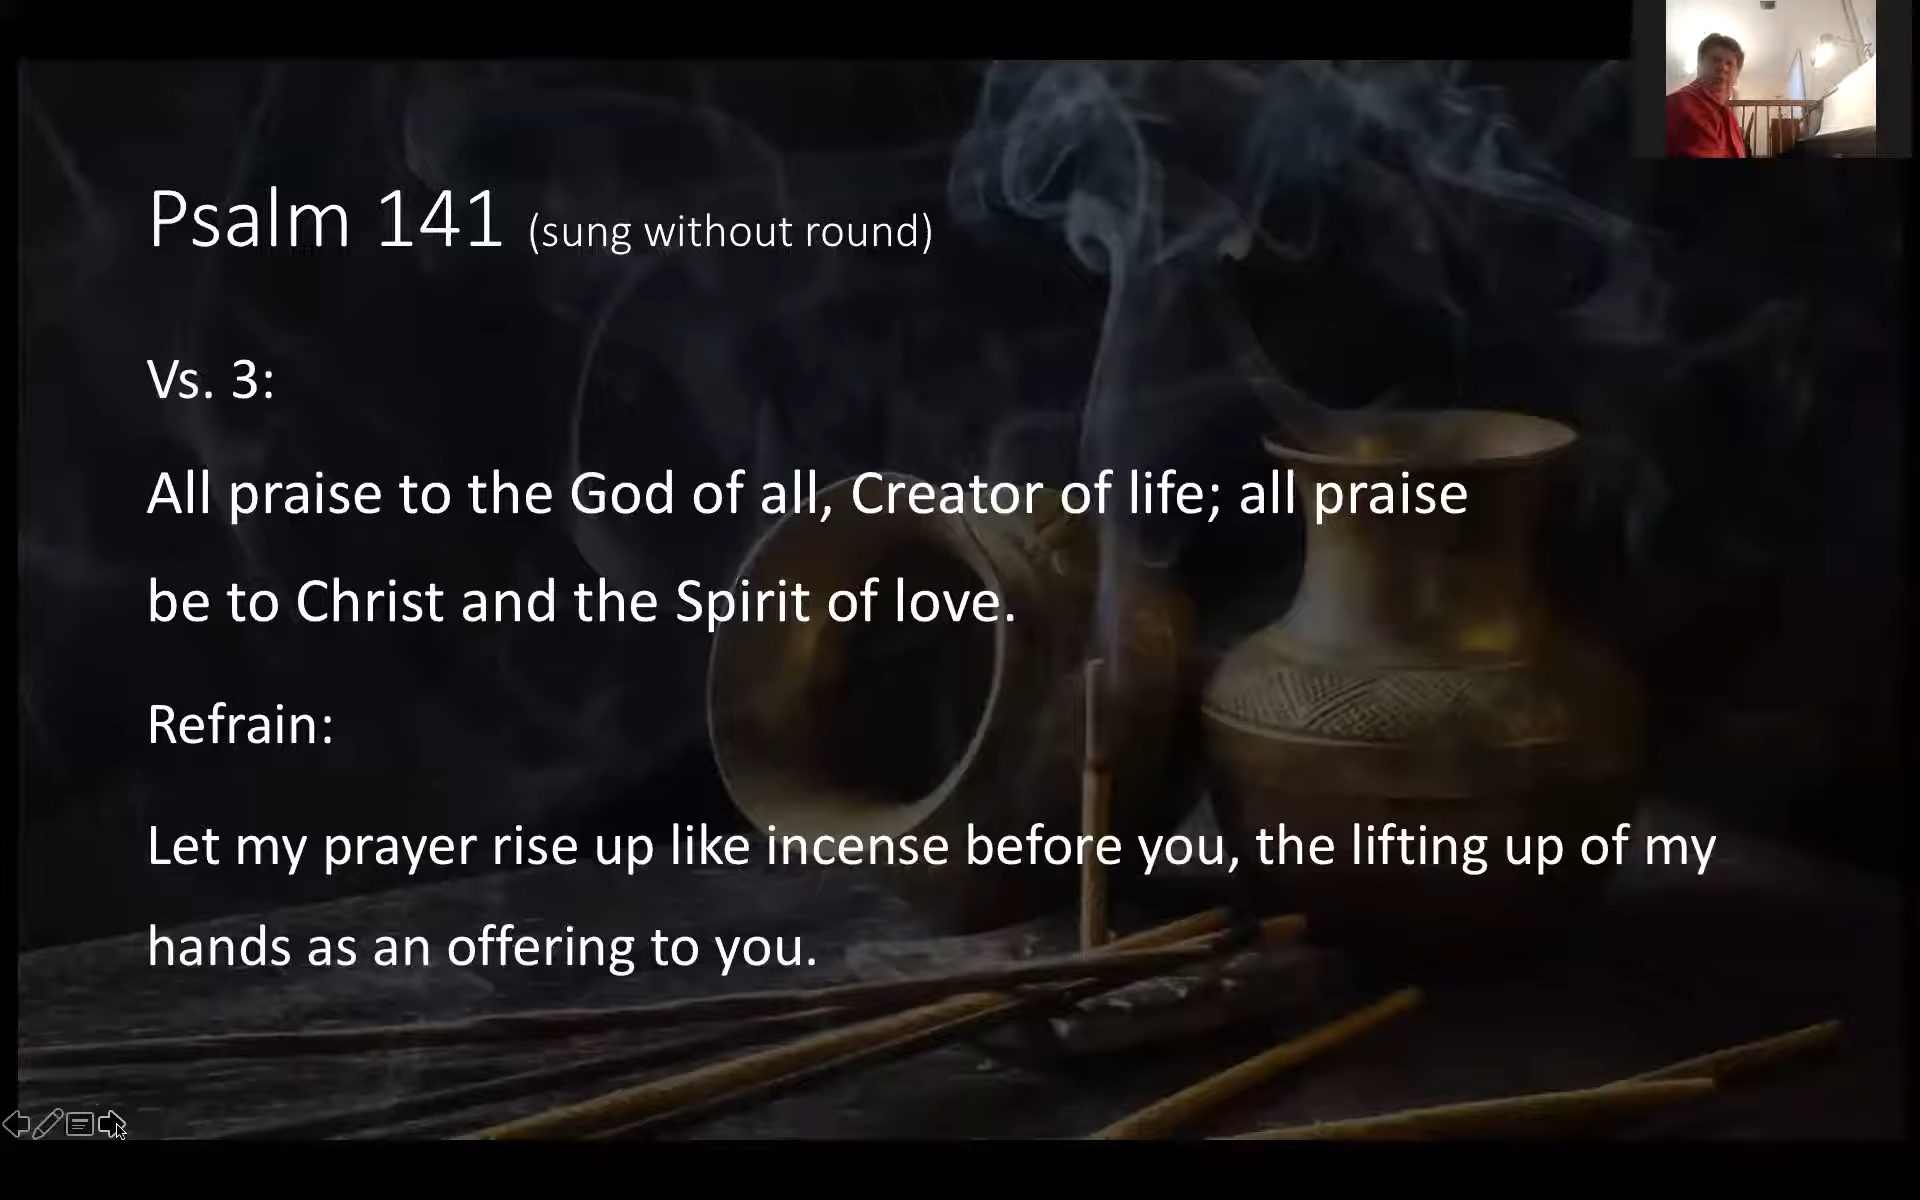 Psalm 141 (sung without round)
Vs. 3:
All praise to the God of all, Creator of life; all praise
be to Christ and the Spirit of love.
Refrain:
Let my prayer rise up like incense before you, the lifting up of my
hands as an offering to you.